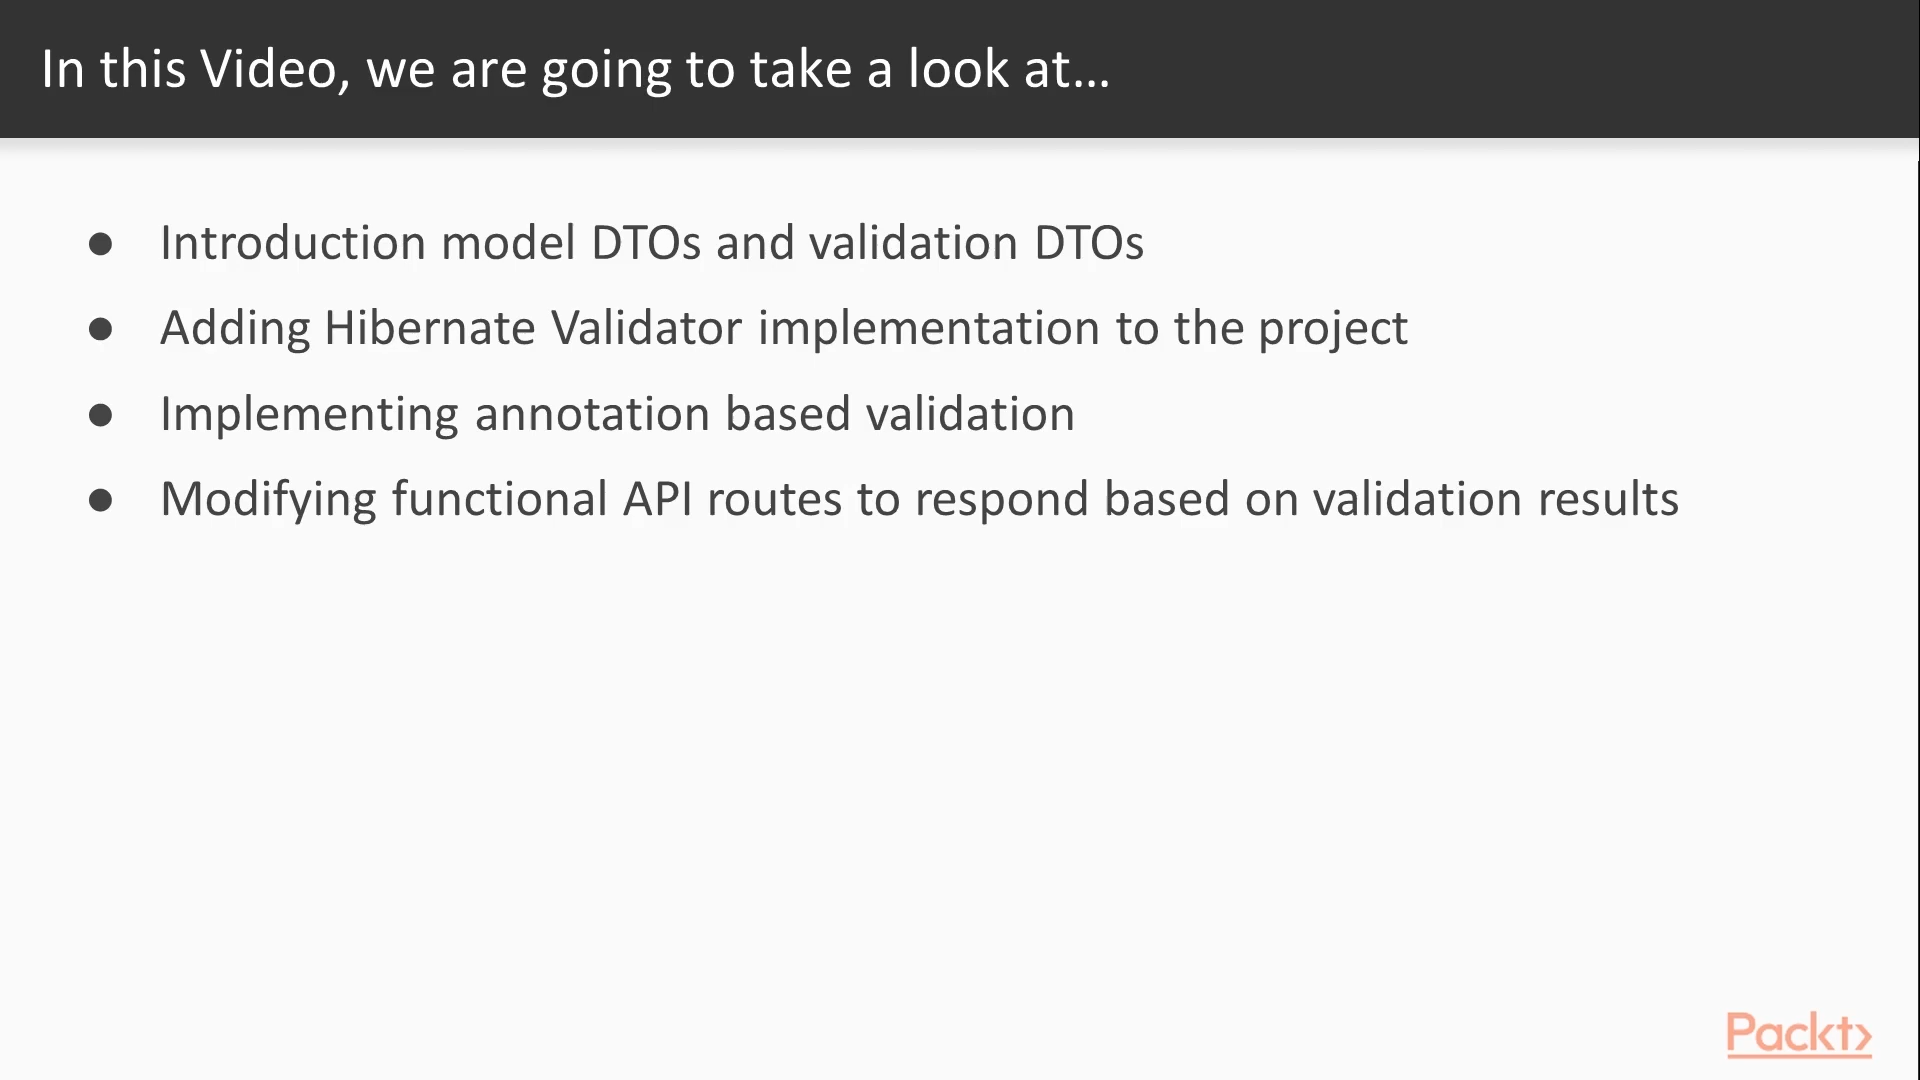 In this Video, we are going to take a look at...
● Introduction model DTOs and validation DTOs
● Adding Hibernate Validator implementation to the project
● Implementing annotation based validation
● Modifying functional API routes to respond based on validation results
Packt>